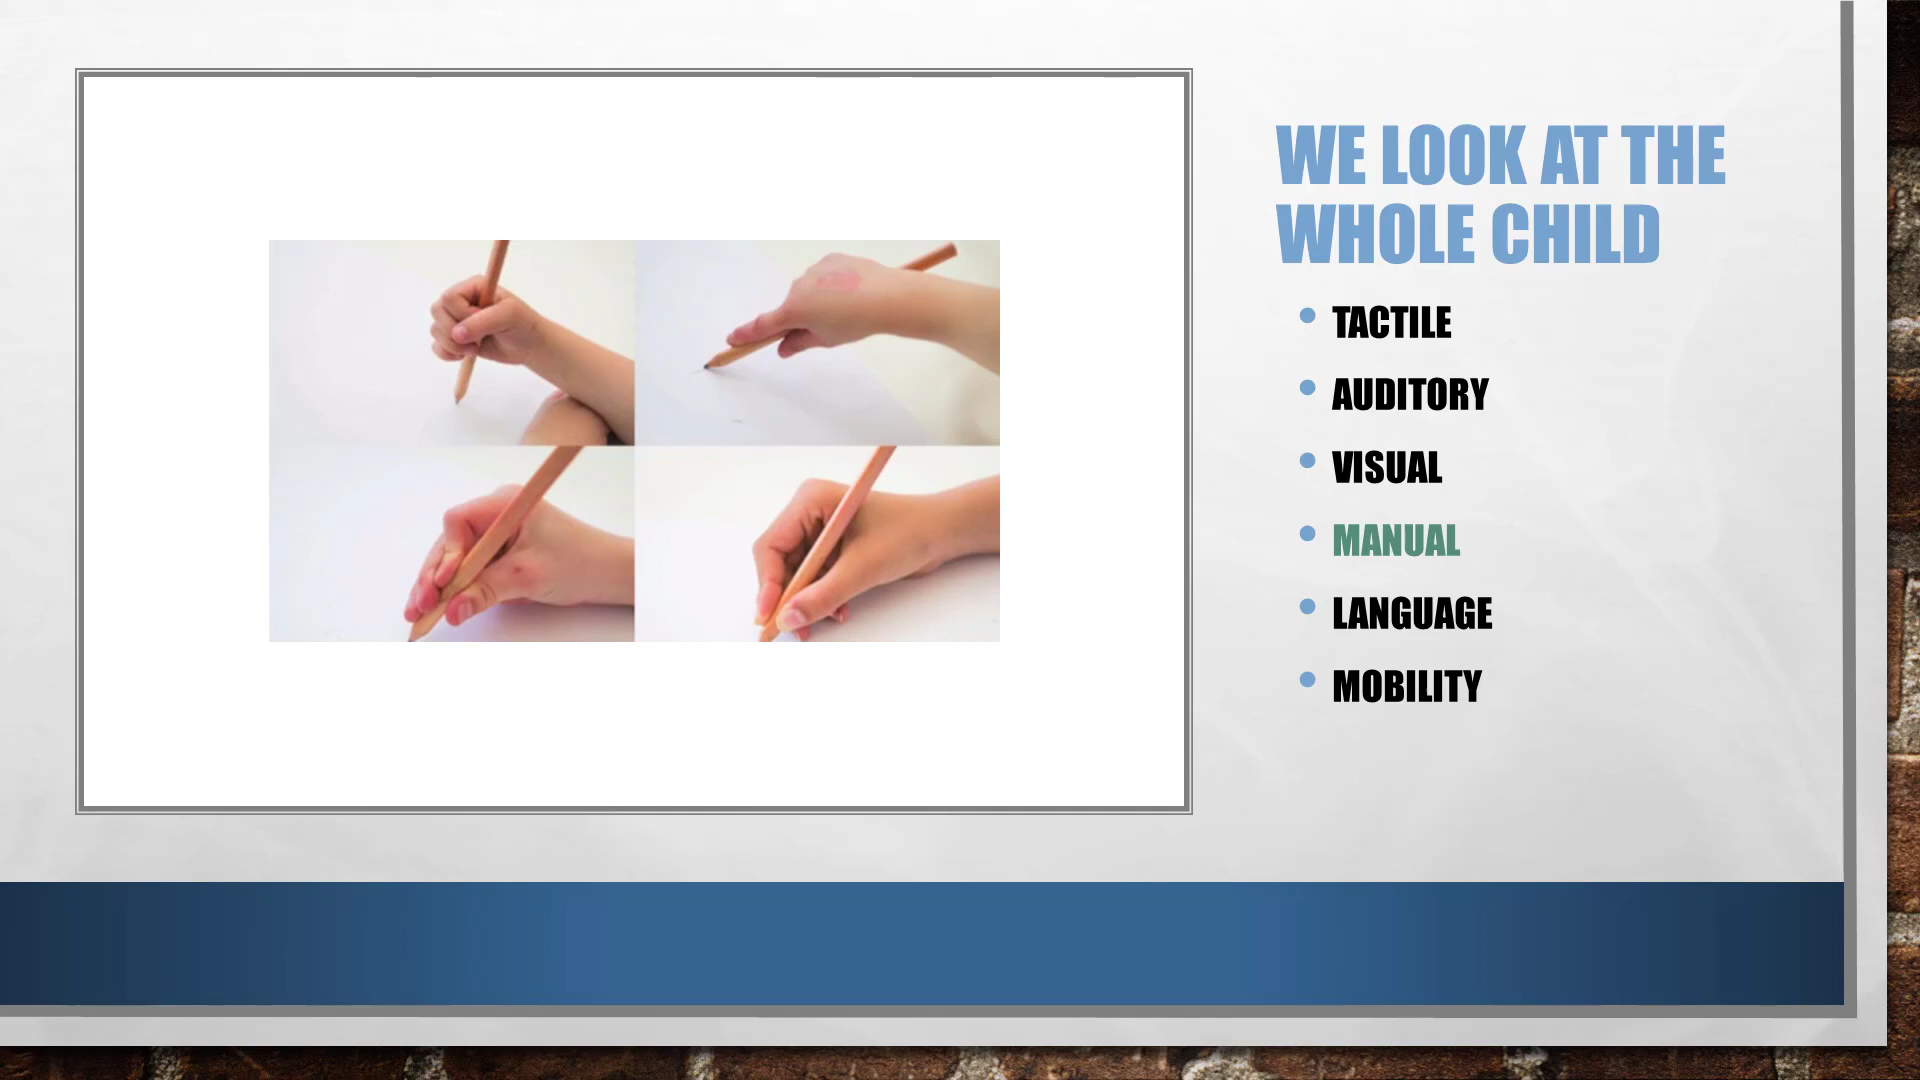 WE LOOK AT THE
WHOLE CHILD
• TACTILE
• AUDITORY
• VISUAL
• MANUAL
• LANGUAGE
• MOBILITY